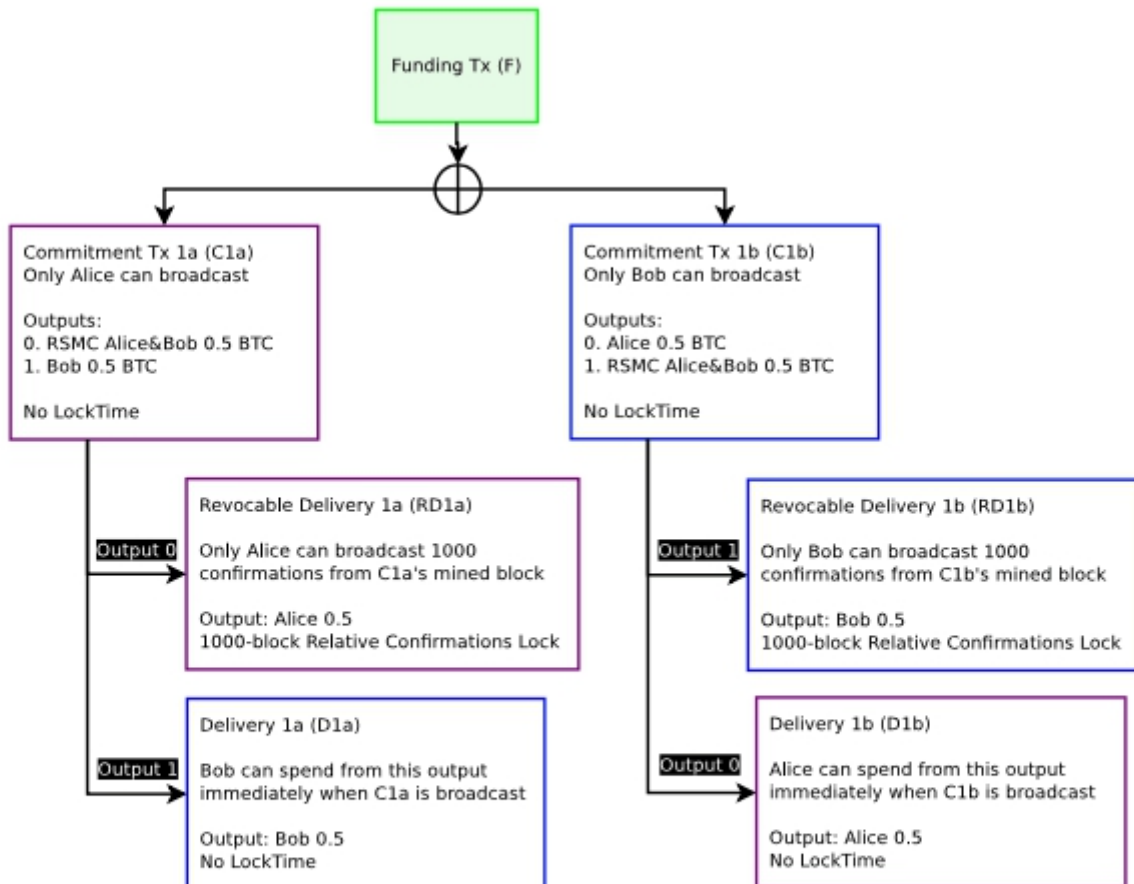 Funding Tx (F)
Commitment Tx 1a (C1a)
Only Alice can broadcast
Outputs:
0. RSMC Alice&Bob 0.5 BTC
1. Bob 0.5 BTC
No LockTime
Commitment Tx 1b (C1b)
Only Bob can broadcast
Outputs:
0. Alice 0.5 BTC
1. RSMC Alice&Bob 0.5 BTC
No LockTime
Output 0
Revocable Delivery 1a (RD1a)
Only Alice can broadcast 1000
confirmations from C1a's mined block
Output: Alice 0.5
1000-block Relative Confirmations Lock
Output 1
Revocable Delivery 1b (RD1b)
Only Bob can broadcast 1000
confirmations from C1b's mined block
Output: Bob 0.5
1000-block Relative Confirmations Lock
Output 1
Delivery 1a (D1a)
Bob can spend from this output
immediately when C1a is broadcast
Output: Bob 0.5
No LockTime
Output 0
Delivery 1b (D1b)
Alice can spend from this output
immediately when C1b is broadcast
Output: Alice 0.5
No LockTime